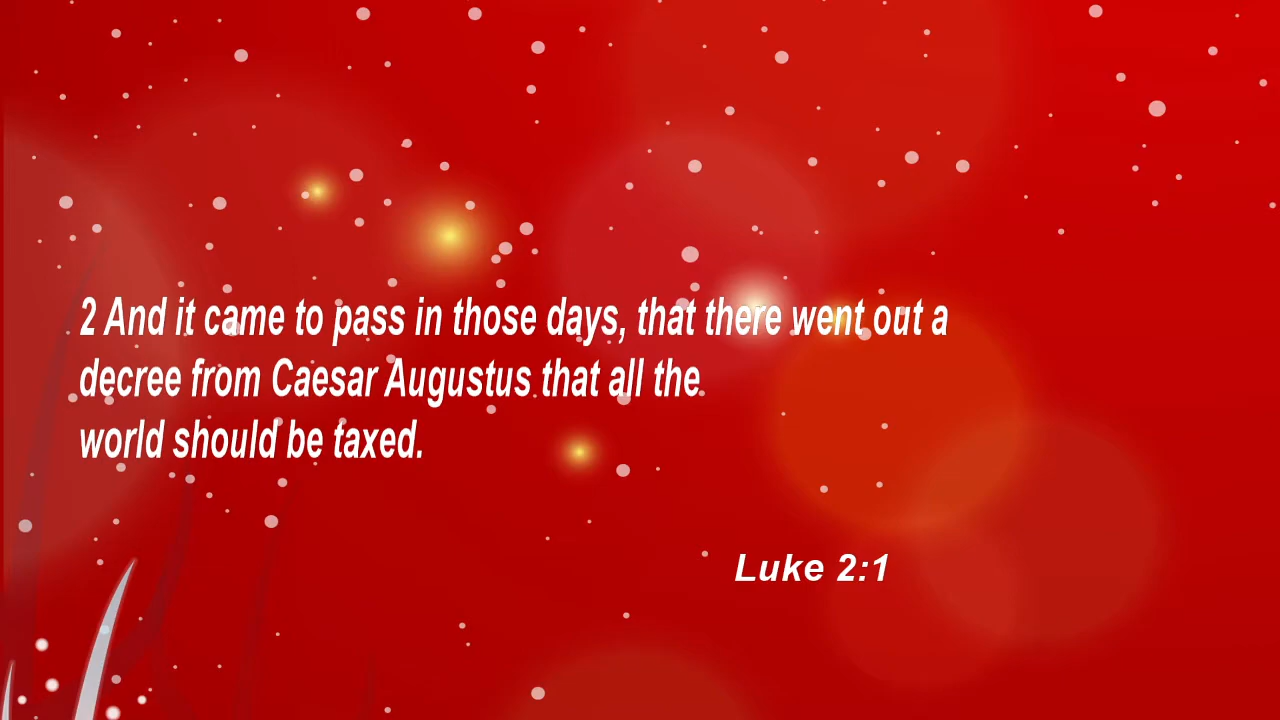 2 And it came to pass in those days, that there went out a
decree from Caesar Augustus that all the
world should be taxed.
Luke 2:1